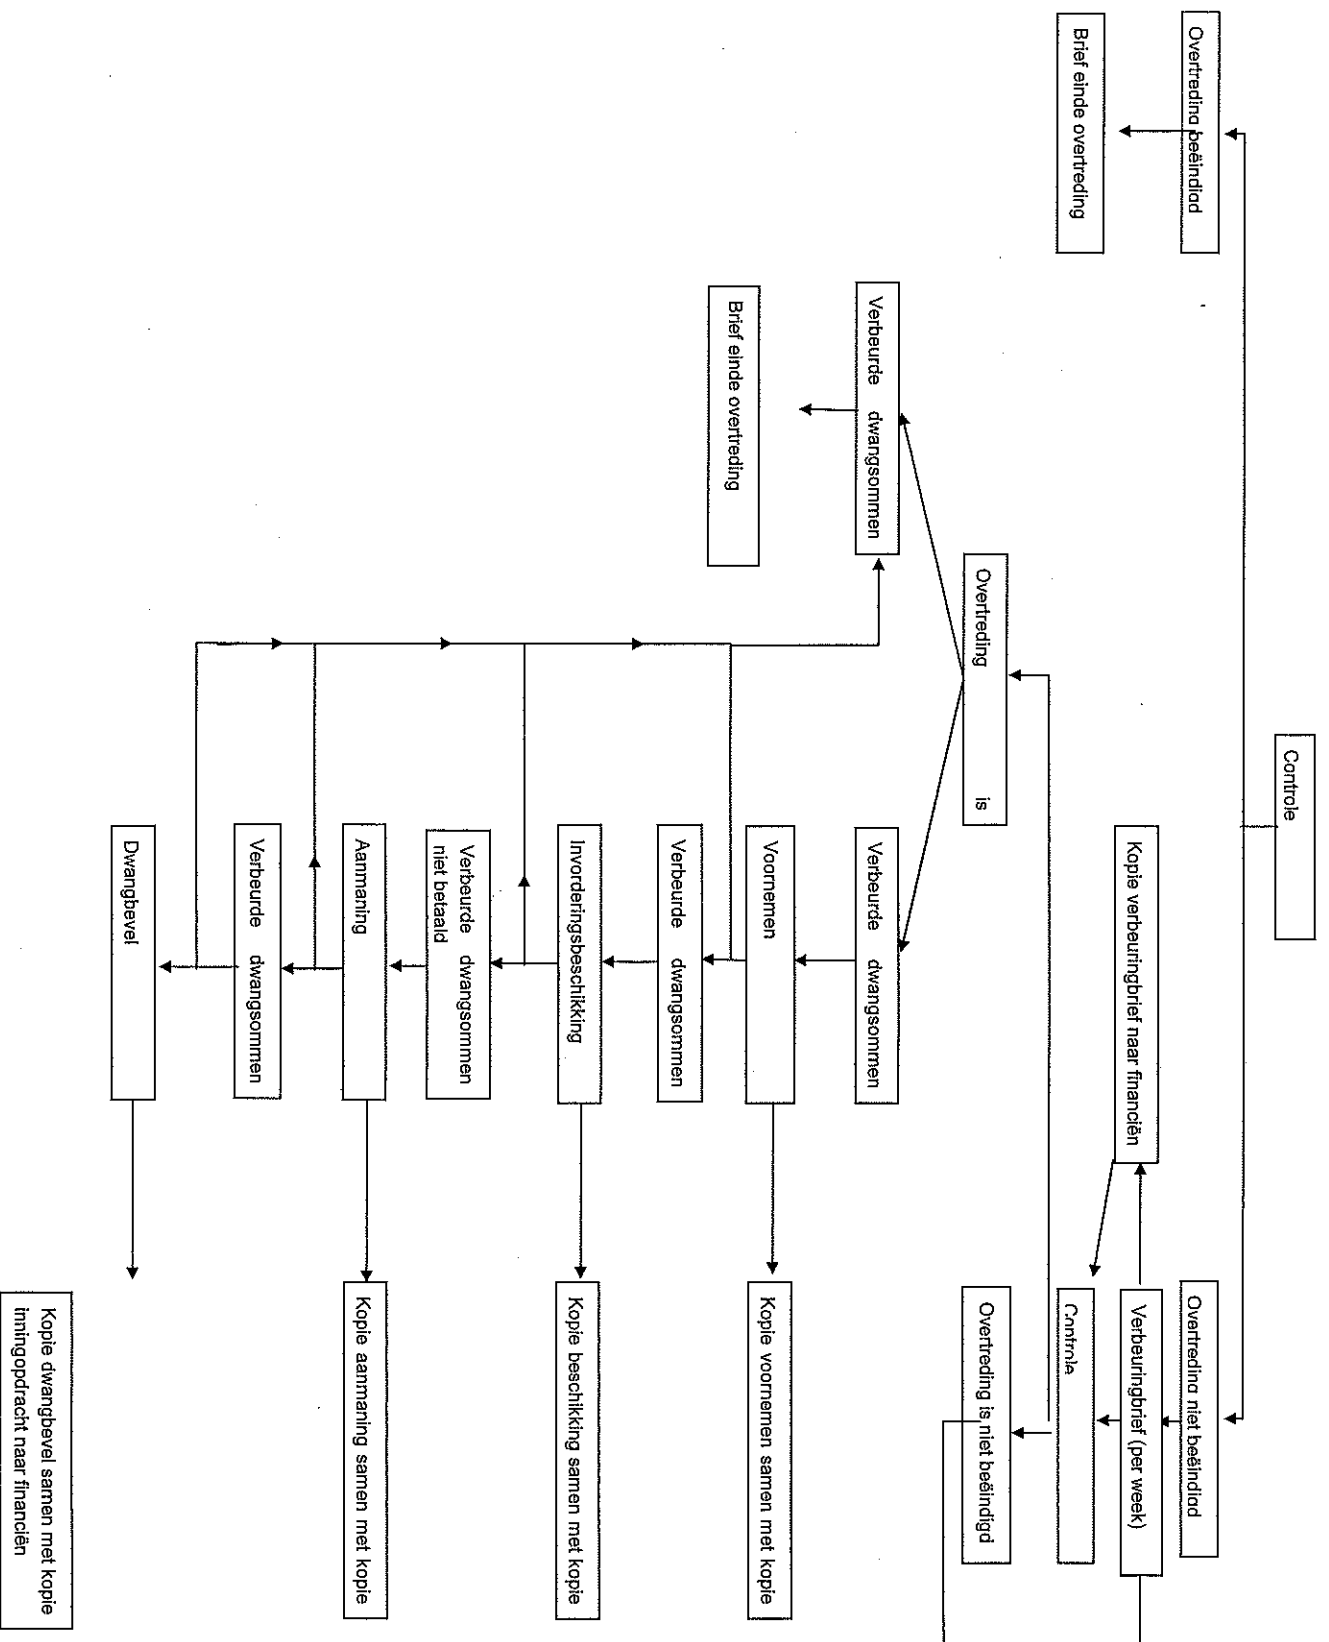 Controle
Overtreding beëindigd
Brief einde overtreding
Overtreding niet beëindigd
Verbeuringbrief (per week)
Kopie verbeuringbrief naar financiën
Controle
Overtreding is niet beëindigd
Overtreding is
Verbeurde dwangsommen
Brief einde overtreding
Verbeurde dwangsommen
Voornemen
Kopie voornemen samen met kopie
Verbeurde dwangsommen
Invorderingsbeschikking
Kopie beschikking samen met kopie
Verbeurde dwangsommen
niet betaald
Aanmaning
Kopie aanmaning samen met kopie
Verbeurde dwangsommen
Dwangbevel
Kopie dwangbevel samen met kopie
inningopdracht naar financiën